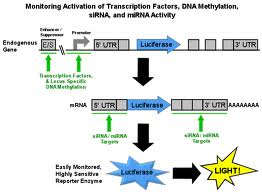 Monitoring Activation of Transcription Factors, DNA Methylation,
siRNA, and miRNA Activity
Enhancer /
Suppressor
Promoter
Endogenous
Gene
E/S
5' UTR
Luciferase
3' UTR
Transcription Factors,
& Locus Specific
DNA Methylation
mRNA
5' UTR
Luciferase
3' UTR
AAAAAAAA
siRNA / miRNA
Targets
siRNA / miRNA
Targets
Easily Monitored,
Highly Sensitive
Reporter Enzyme
Luciferase
LIGHT!